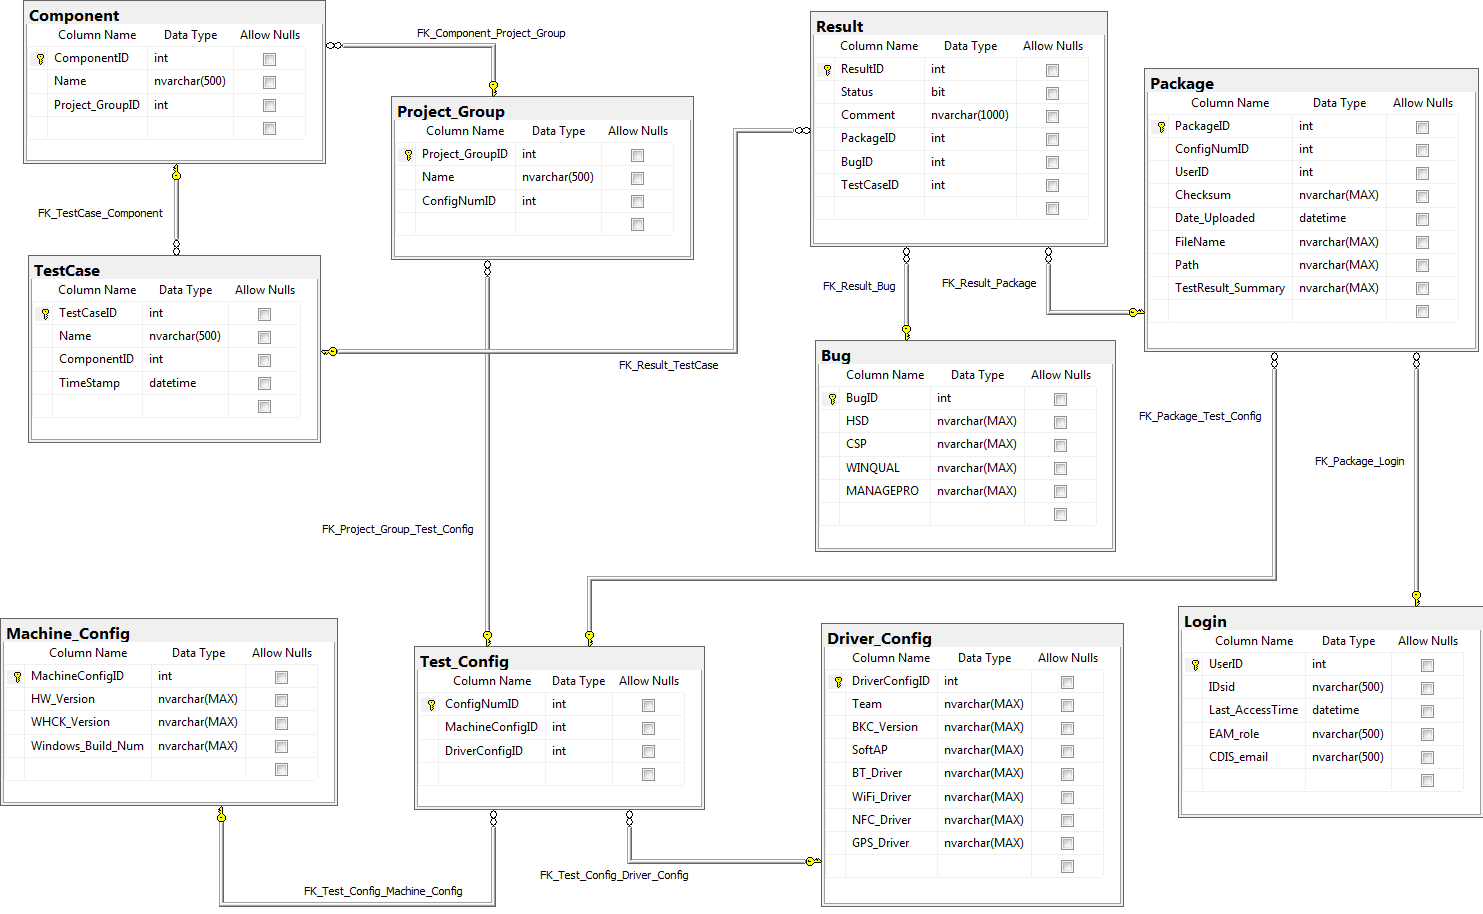 Component
Column Name Data Type Allow Nulls
ComponentID int
Name nvarchar(500)
Project_GroupID int
FK_Component_Project_Group
Project_Group
Column Name Data Type Allow Nulls
Project_GroupID int
Name nvarchar(500)
ConfigNumID int
Result
Column Name Data Type Allow Nulls
ResultID int
Status bit
Comment nvarchar(1000)
PackageID int
BugID int
TestCaseID int
Package
Column Name Data Type Allow Nulls
PackageID int
ConfigNumID int
UserID int
Checksum nvarchar(MAX)
Date_Uploaded datetime
FileName nvarchar(MAX)
Path nvarchar(MAX)
TestResult_Summary nvarchar(MAX)
FK_TestCase_Component
TestCase
Column Name Data Type Allow Nulls
TestCaseID int
Name nvarchar(500)
ComponentID int
TimeStamp datetime
FK_Result_Bug
FK_Result_Package
FK_Result_TestCase
Bug
Column Name Data Type Allow Nulls
BugID int
HSD nvarchar(MAX)
CSP nvarchar(MAX)
WINQUAL nvarchar(MAX)
MANAGEPRO nvarchar(MAX)
FK_Package_Test_Config
FK_Package_Login
FK_Project_Group_Test_Config
Machine_Config
Column Name Data Type Allow Nulls
MachineConfigID int
HW_Version nvarchar(MAX)
WHCK_Version nvarchar(MAX)
Windows_Build_Num nvarchar(MAX)
Test_Config
Column Name Data Type Allow Nulls
ConfigNumID int
MachineConfigID int
DriverConfigID int
Driver_Config
Column Name Data Type Allow Nulls
DriverConfigID int
Team nvarchar(MAX)
BKC_Version nvarchar(MAX)
SoftAP nvarchar(MAX)
BT_Driver nvarchar(MAX)
WiFi_Driver nvarchar(MAX)
NFC_Driver nvarchar(MAX)
GPS_Driver nvarchar(MAX)
Login
Column Name Data Type Allow Nulls
UserID int
IDsid nvarchar(500)
Last_AccessTime datetime
EAM_role nvarchar(500)
CDIS_email nvarchar(500)
FK_Test_Config_Machine_Config
FK_Test_Config_Driver_Config